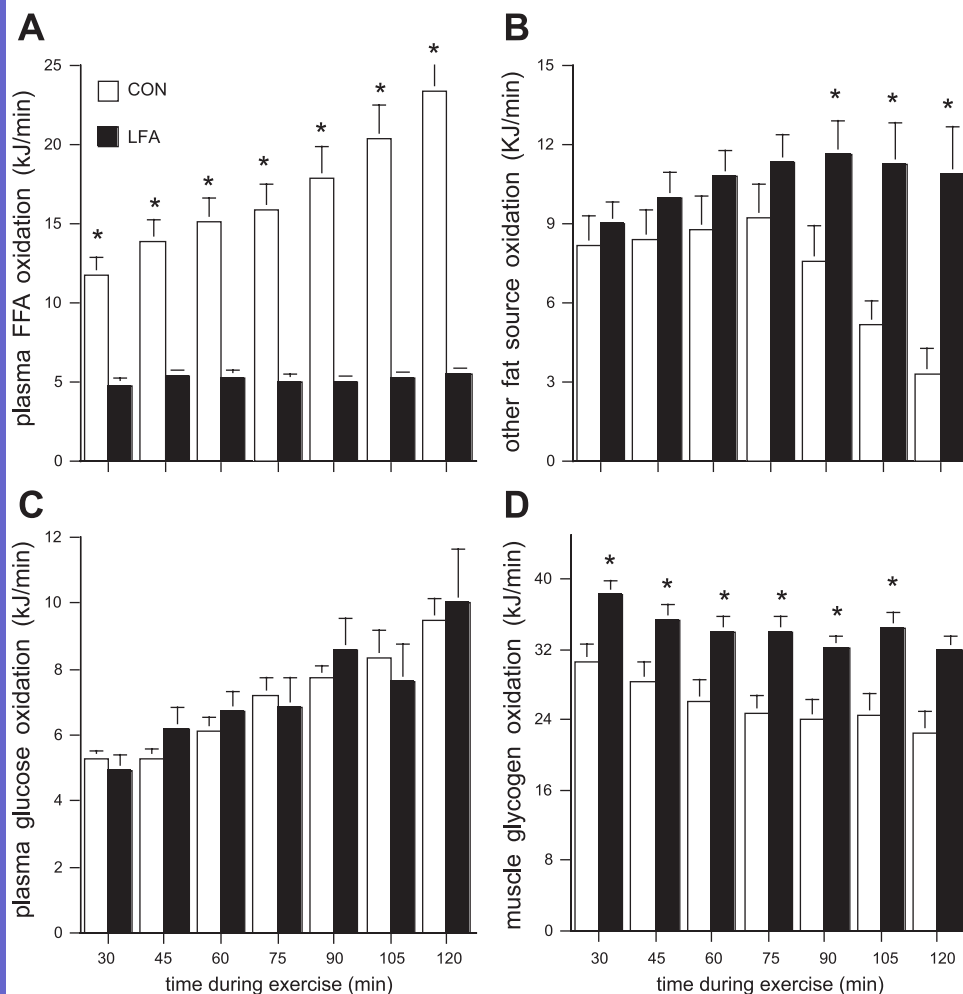 A
plasma FFA oxidation (kJ/min)
25
20
15
10
5
0
CON
LFA
* * * * * * *
B
other fat source oxidation (KJ/min)
15
12
9
6
3
0
* * *
C
plasma glucose oxidation (kJ/min)
12
10
8
6
4
2
0
30 45 60 75 90 105 120
time during exercise (min)
D
muscle glycogen oxidation (kJ/min)
40
32
24
16
8
0
* * * * * *
30 45 60 75 90 105 120
time during exercise (min)